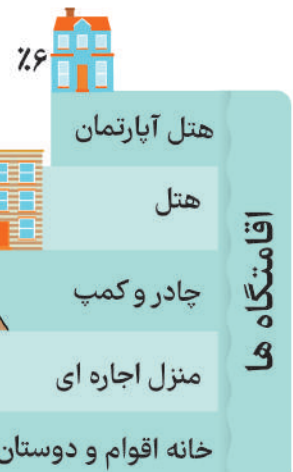 ٪۶
هتل آپارتمان
هتل
چادر و کمپ
منزل اجاره ای
خانه اقوام و دوستان
اقامتگاه ها